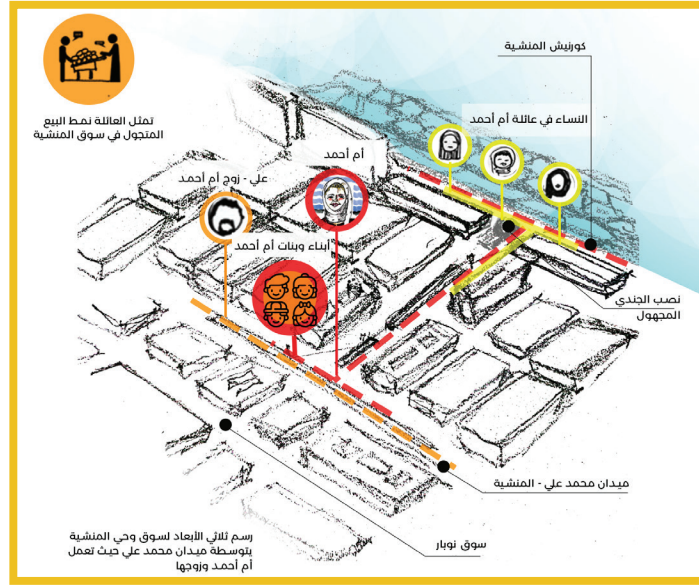 كورنيش المنشية
تمثل العائلة نمط البيع
المتجول في سوق المنشية
النساء في عائلة أم أحمد
أم أحمد
علي - زوج أم أحمد
أبناء وبنات أم أحمد
نصب الجندي
المجهول
ميدان محمد علي - المنشية
سوق نوبار
رسم ثلاثي الأبعاد لسوق وحي المنشية
يتوسطة ميدان محمد علي حيث تعمل
أم أحمد وزوجها